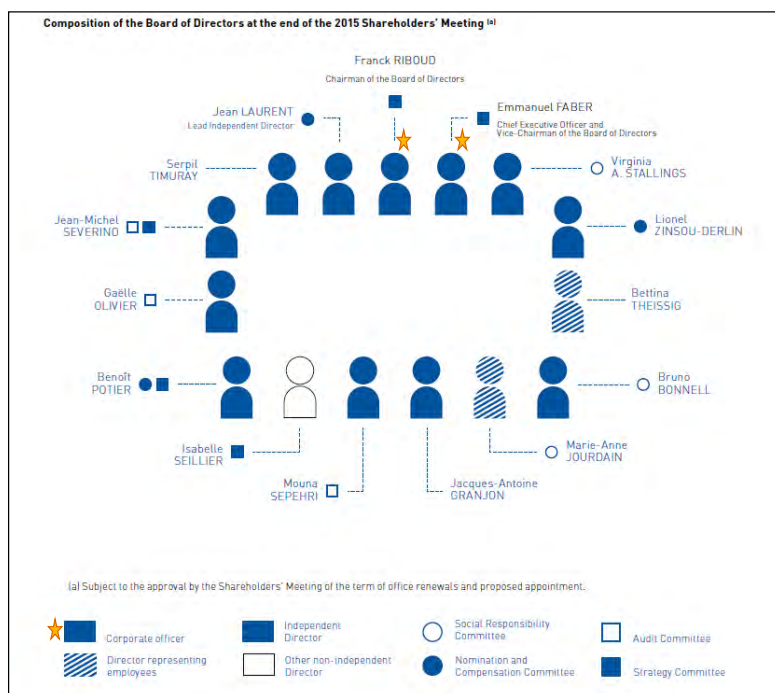 Composition of the Board of Directors at the end of the 2015 Shareholders' Meeting (a)
Franck RIBOUD
Chairman of the Board of Directors
Jean LAURENT
Lead Independent Director
Emmanuel FABER
Chief Executive Officer and
Vice-Chairman of the Board of Directors
Serpil
TIMURAY
Virginia
A. STALLINGS
Jean-Michel
SEVERINO
Lionel
ZINSOU-DERLIN
Gaëlle
OLIVIER
Bettina
THEISSIG
Benoît
POTIER
Bruno
BONNELL
Isabelle
SEILLIER
Marie-Anne
JOURDAIN
Mouna
SEPEHRI
Jacques-Antoine
GRANJON
(a) Subject to the approval by the Shareholders' Meeting of the term of office renewals and proposed appointment.
Corporate officer
Independent
Director
Social Responsibility
Committee
Audit Committee
Director representing
employees
Other non-independent
Director
Nomination and
Compensation Committee
Strategy Committee